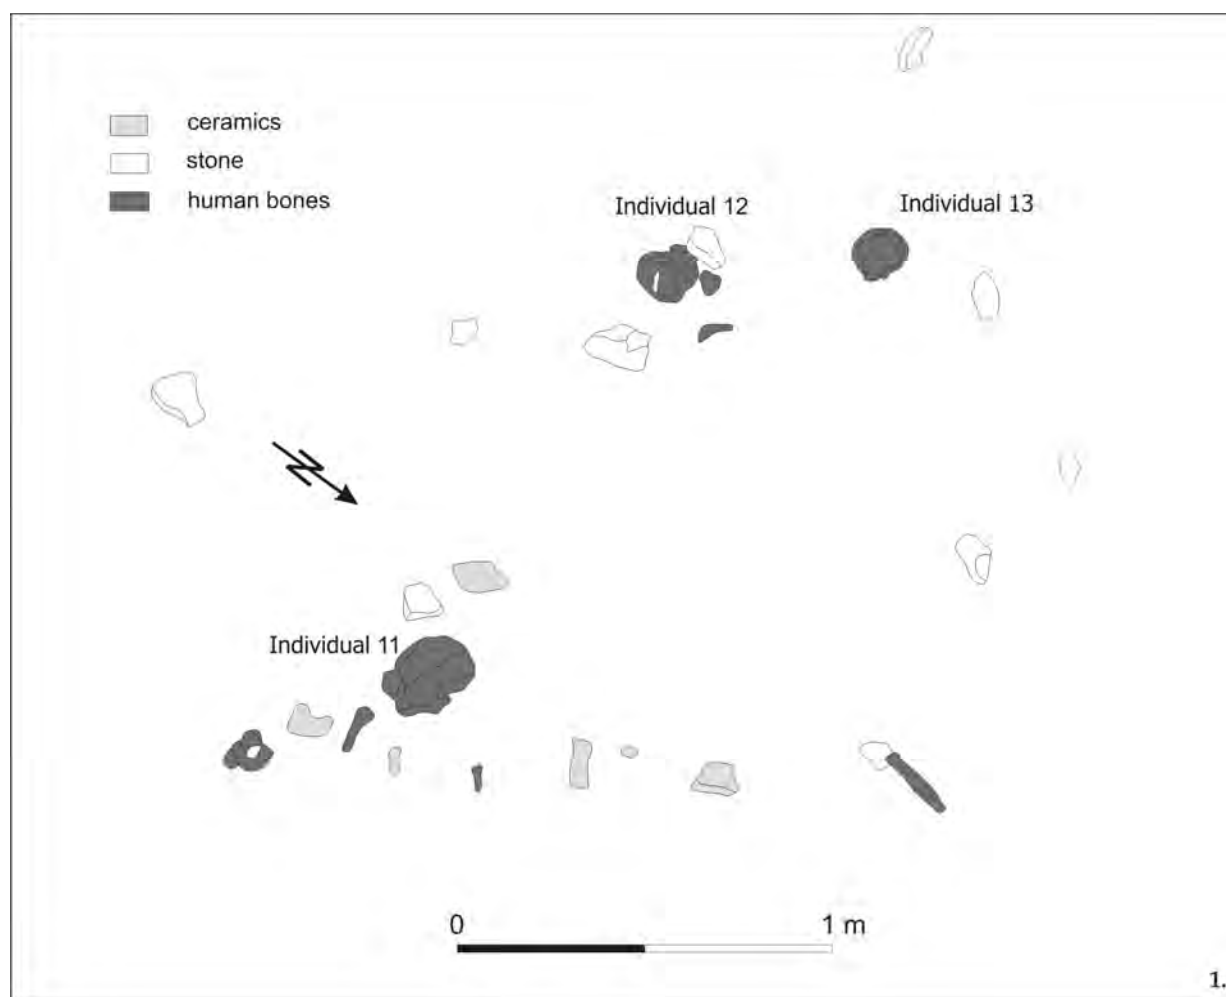 ceramics
stone
human bones
Individual 12
Individual 13
N
Individual 11
0
1 m
1.